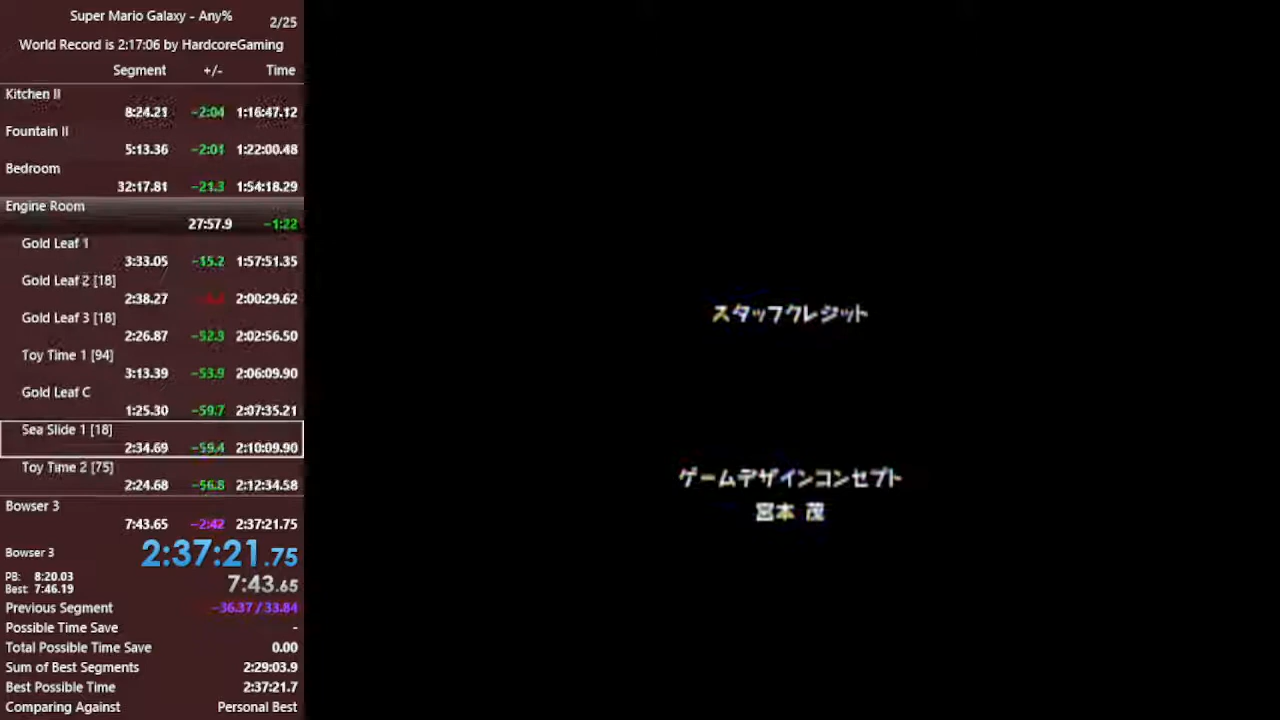 Super Mario Galaxy - Any%
2/25
World Record is 2:17:06 by HardcoreGaming
Segment +/- Time
Kitchen II
8:24.21 -2:04 1:16:47.12
Fountain II
5:13.36 -2:01 1:22:00.48
Bedroom
32:17.81 -21.3 1:54:18.29
Engine Room
27:57.9 -1:22
Gold Leaf 1
3:33.05 -15.2 1:57:51.35
Gold Leaf 2 [18]
2:38.27 2:00:29.62
Gold Leaf 3 [18]
2:26.87 -52.3 2:02:56.50
Toy Time 1 [94]
3:13.39 -53.9 2:06:09.90
Gold Leaf C
1:25.30 -59.7 2:07:35.21
Sea Slide 1 [18]
2:34.69 -59.4 2:10:09.90
Toy Time 2 [75]
2:24.68 -56.8 2:12:34.58
Bowser 3
7:43.65 -2:42 2:37:21.75
Bowser 3 2:37:21.75
PB: 8:20.03
Best: 7:46.19
7:43.65
Previous Segment -36.37 / 33.84
Possible Time Save -
Total Possible Time Save 0.00
Sum of Best Segments 2:29:03.9
Best Possible Time 2:37:21.7
Comparing Against Personal Best
スタッフクレジット
ゲームデザインコンセプト
宮本 茂